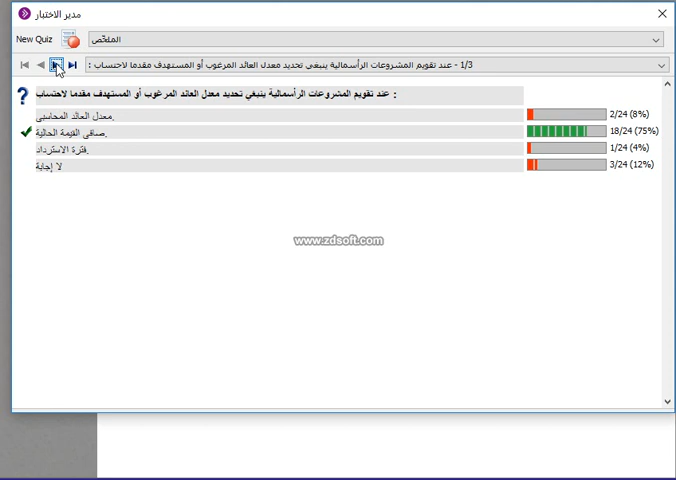 مدير الاختبار
New Quiz
الملخّص
1/3 - عند تقويم المشروعات الرأسمالية ينبغي تحديد معدل العائد المرغوب أو المستهدف مقدما لاحتساب :
عند تقويم المشروعات الرأسمالية ينبغي تحديد معدل العائد المرغوب أو المستهدف مقدما لاحتساب :
معدل العائد المحاسبى. 2/24 (8%)
صافى القيمة الحالية. 18/24 (75%)
فترة الاسترداد. 1/24 (4%)
لا إجابة 3/24 (12%)
www.zdsoft.com